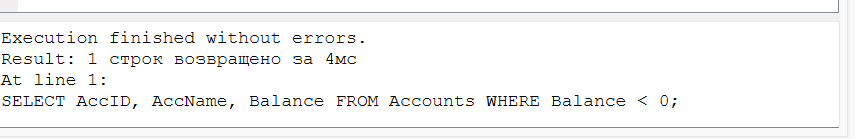 Execution finished without errors.
Result: 1 строк возвращено за 4мс
At line 1:
SELECT AccID, AccName, Balance FROM Accounts WHERE Balance < 0;